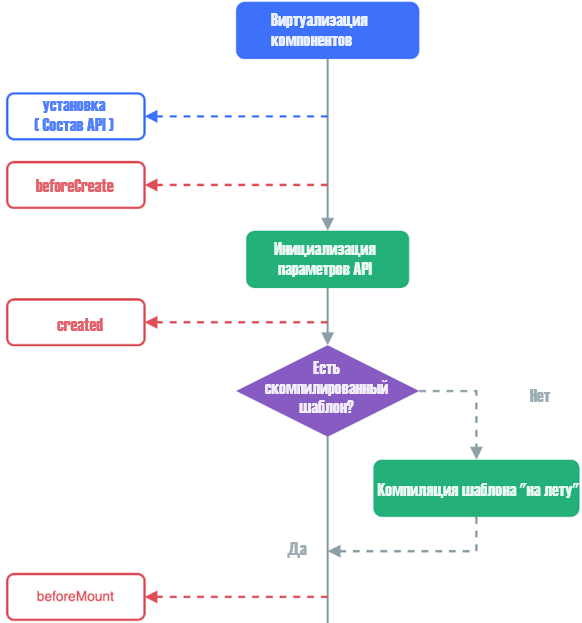 Виртуализация
компонентов
установка
( Состав API )
beforeCreate
Инициализация
параметров API
created
Есть
скомпилированный
шаблон?
Нет
Компиляция шаблона "на лету"
Да
beforeMount